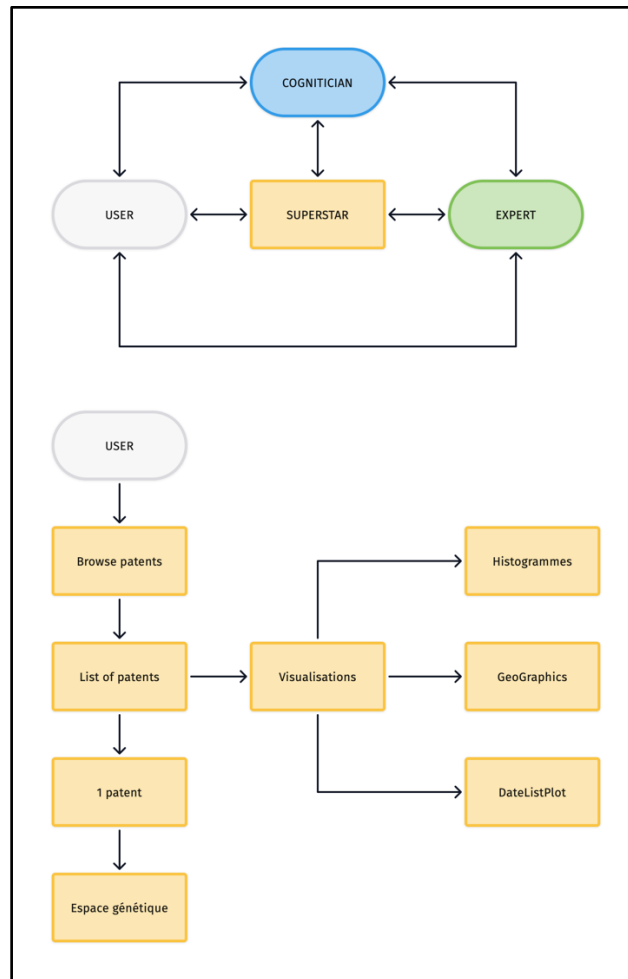 COGNITICIAN
USER
SUPERSTAR
EXPERT
USER
Browse patents
Histogrammes
List of patents
Visualisations
GeoGraphics
1 patent
DateListPlot
Espace génétique